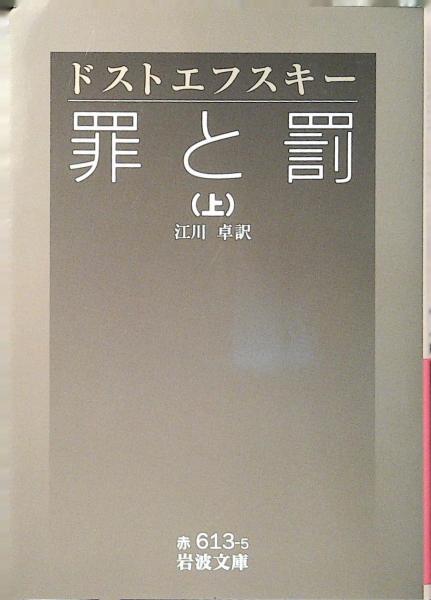 ドストエフスキー
罪と罰
（上）
江川 卓訳
赤 613-5
岩波文庫